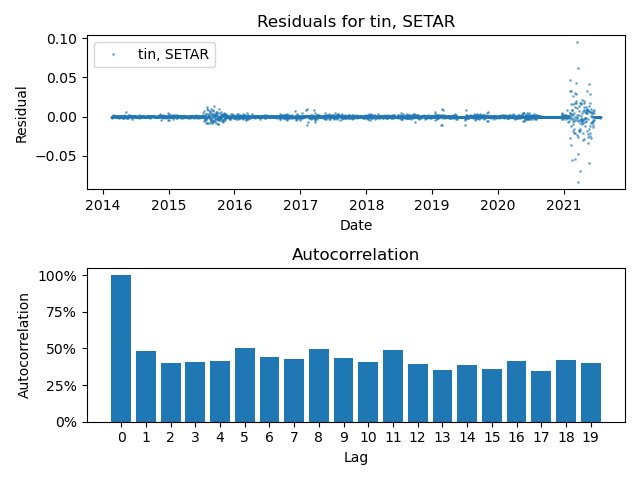 Residuals for tin, SETAR
0.10
0.05
0.00
−0.05
Residual
tin, SETAR
2014 2015 2016 2017 2018 2019 2020 2021
Date
Autocorrelation
100%
75%
50%
25%
0%
Autocorrelation
0 1 2 3 4 5 6 7 8 9 10 11 12 13 14 15 16 17 18 19
Lag